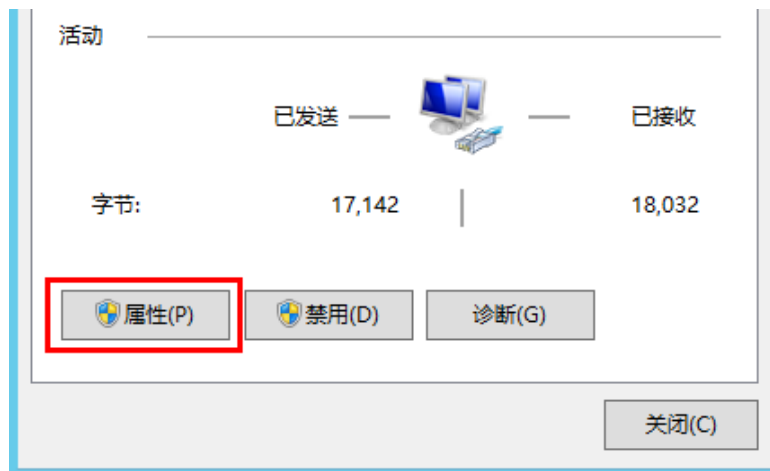 活动
已发送 已接收
字节: 17,142 18,032
属性(P) 禁用(D) 诊断(G)
关闭(C)